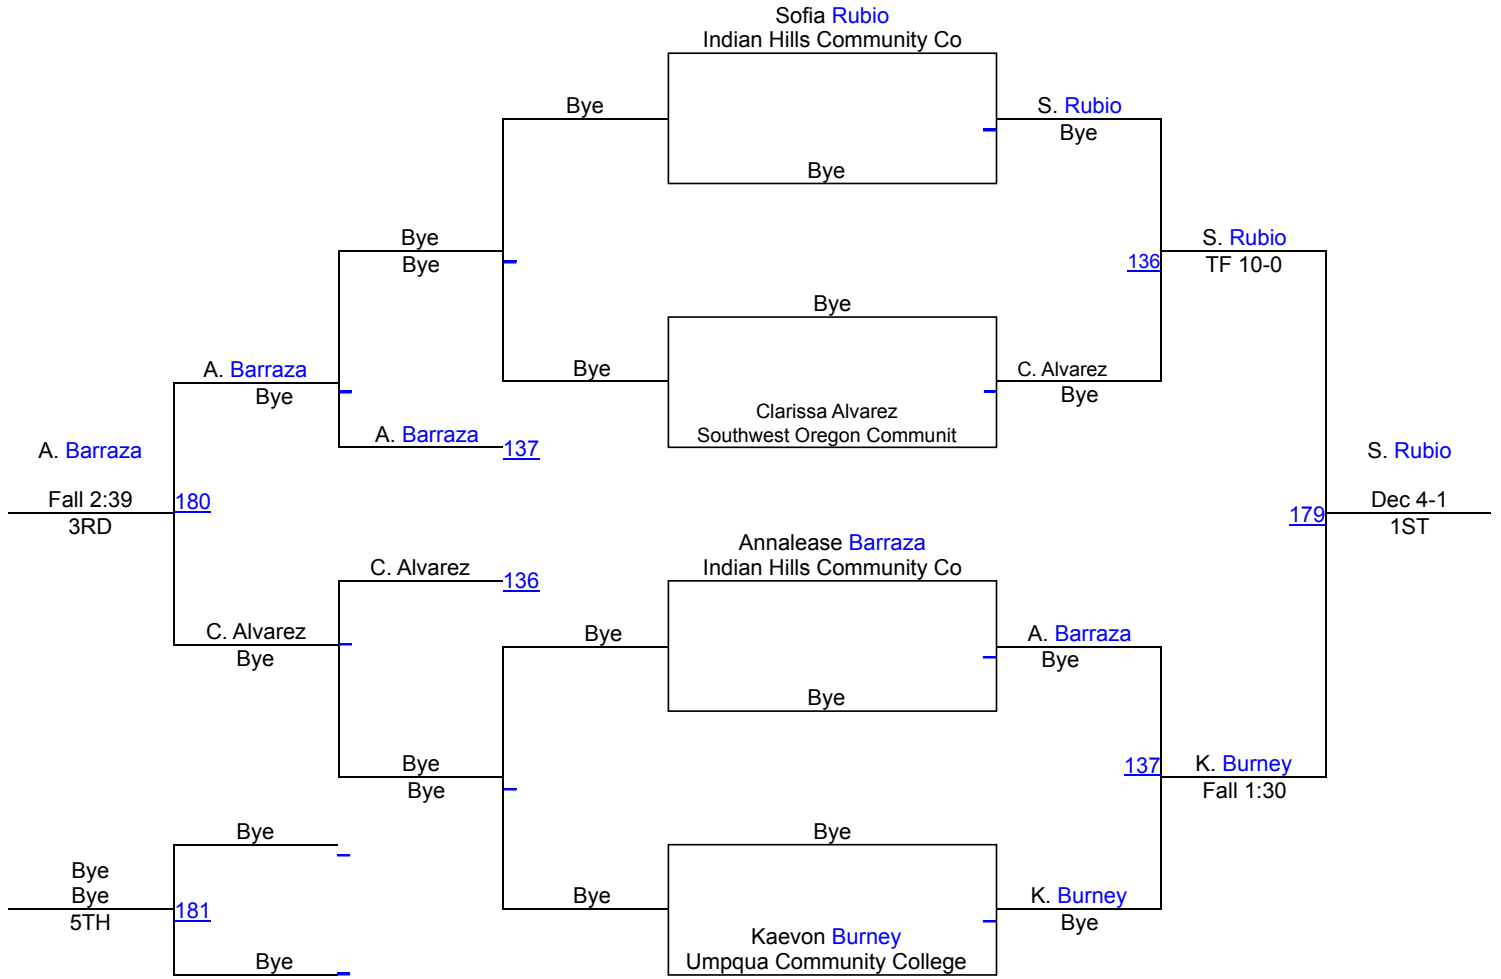 Sofia Rubio
Indian Hills Community Co
Bye
S. Rubio
Bye
Bye
Bye
Bye
S. Rubio
136
TF 10-0
Bye
Bye
C. Alvarez
Bye
Clarissa Alvarez
Southwest Oregon Communit
A. Barraza
Bye
A. Barraza
137
A. Barraza
Fall 2:39
180
3RD
S. Rubio
Dec 4-1
179
1ST
Annalease Barraza
Indian Hills Community Co
C. Alvarez
136
C. Alvarez
Bye
Bye
A. Barraza
Bye
Bye
Bye
Bye
137
K. Burney
Fall 1:30
Bye
Bye
Bye
Bye
181
5TH
Bye
Bye
K. Burney
Bye
Kaevon Burney
Umpqua Community College